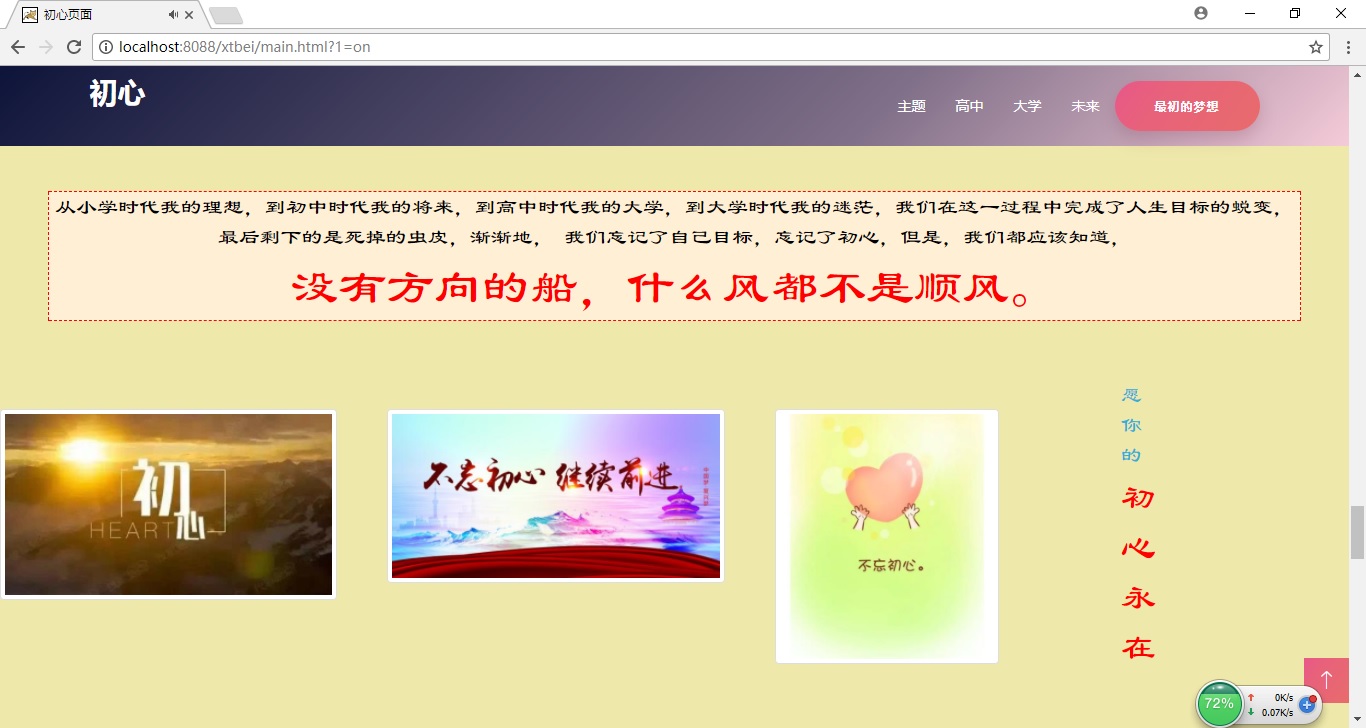 初心页面
localhost:8088/xtbei/main.html?1=on
初心
主题 高中 大学 未来 最初的梦想
从小学时代我的理想，到初中时代我的将来，到高中时代我的大学，到大学时代我的迷茫，我们在这一过程中完成了人生目标的蜕变，
最后剩下的是死掉的虫皮，渐渐地， 我们忘记了自己目标，忘记了初心，但是，我们都应该知道，
没有方向的船，什么风都不是顺风。
初心
HEART
不忘初心 继续前进
不忘初心。
愿
你
的
初
心
永
在
72%
0K/s
0.07K/s